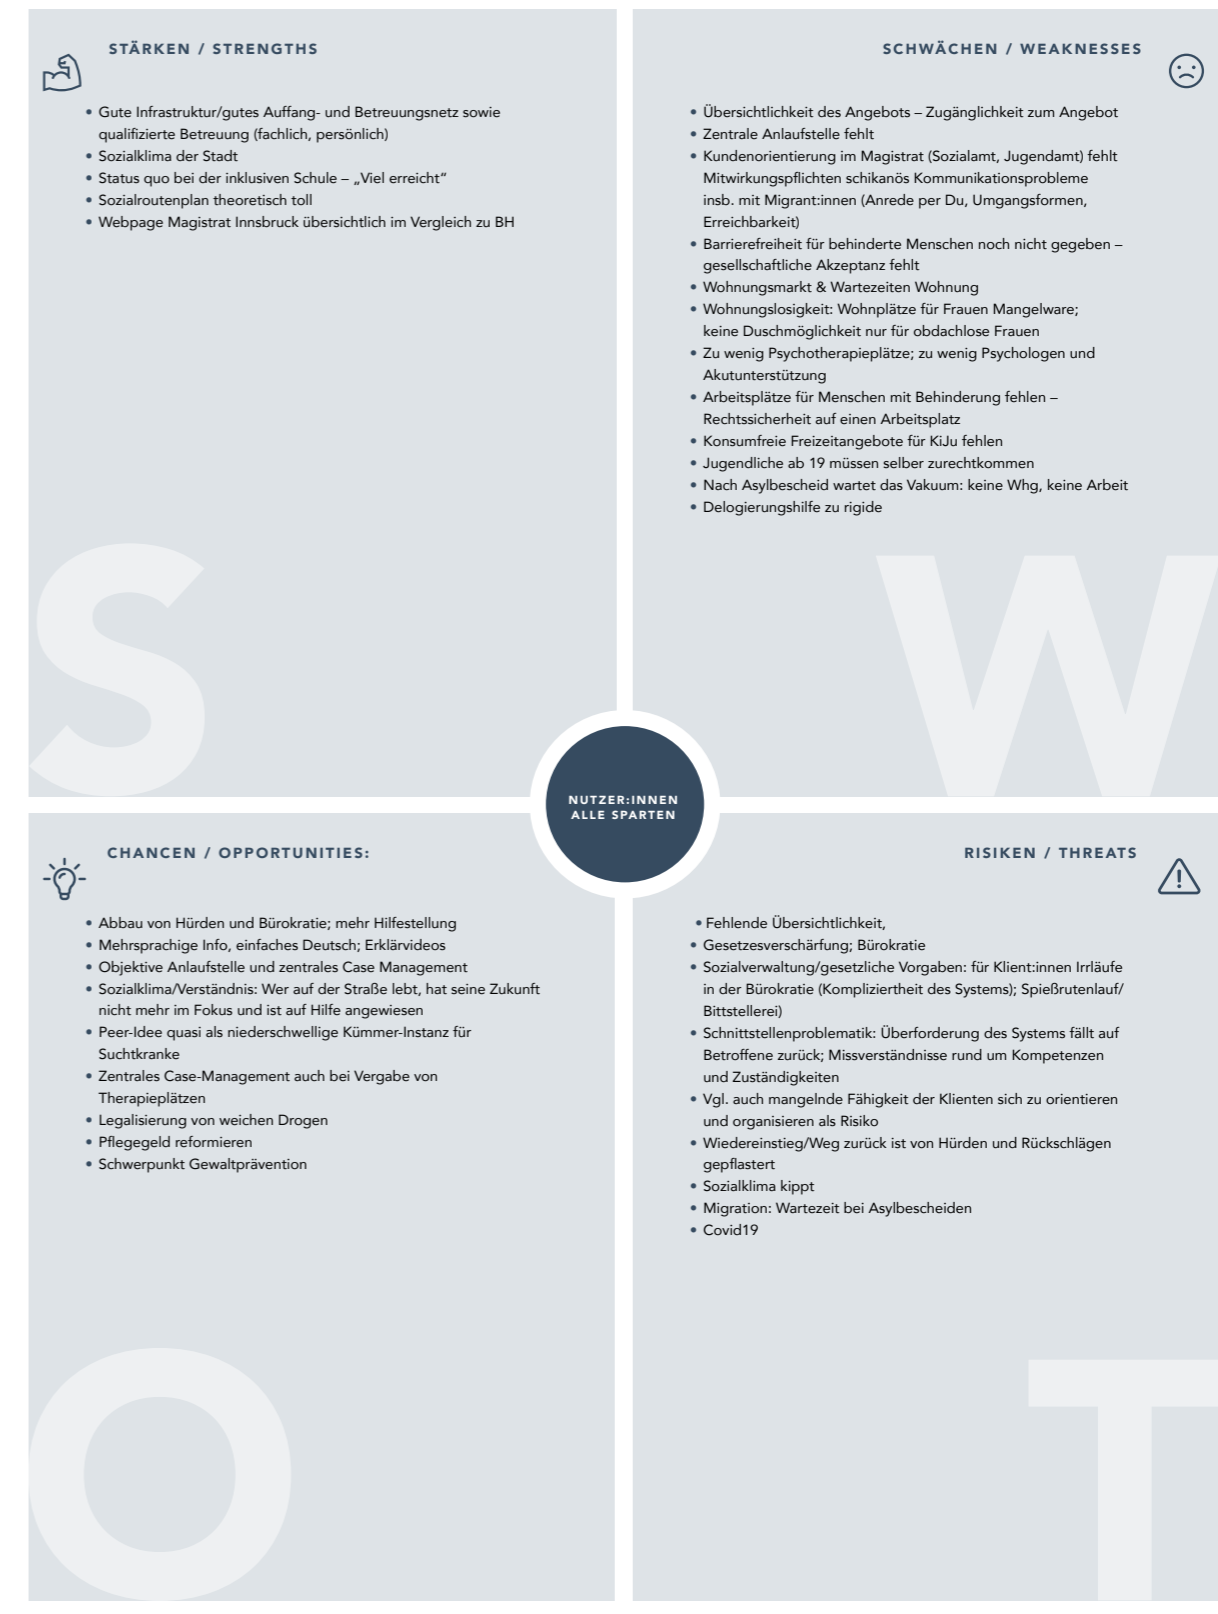 STÄRKEN / STRENGTHS
• Gute Infrastruktur/gutes Auffang- und Betreuungsnetz sowie
qualifizierte Betreuung (fachlich, persönlich)
• Sozialklima der Stadt
• Status quo bei der inklusiven Schule – „Viel erreicht“
• Sozialroutenplan theoretisch toll
• Webpage Magistrat Innsbruck übersichtlich im Vergleich zu BH
S
SCHWÄCHEN / WEAKNESSES
• Übersichtlichkeit des Angebots – Zugänglichkeit zum Angebot
• Zentrale Anlaufstelle fehlt
• Kundenorientierung im Magistrat (Sozialamt, Jugendamt) fehlt
Mitwirkungspflichten schikanös Kommunikationsprobleme
insb. mit Migrant:innen (Anrede per Du, Umgangsformen,
Erreichbarkeit)
• Barrierefreiheit für behinderte Menschen noch nicht gegeben –
gesellschaftliche Akzeptanz fehlt
• Wohnungsmarkt & Wartezeiten Wohnung
• Wohnungslosigkeit: Wohnplätze für Frauen Mangelware;
keine Duschmöglichkeit nur für obdachlose Frauen
• Zu wenig Psychotherapieplätze; zu wenig Psychologen und
Akutunterstützung
• Arbeitsplätze für Menschen mit Behinderung fehlen –
Rechtssicherheit auf einen Arbeitsplatz
• Konsumfreie Freizeitangebote für KiJu fehlen
• Jugendliche ab 19 müssen selber zurechtkommen
• Nach Asylbescheid wartet das Vakuum: keine Whg, keine Arbeit
• Delogierungshilfe zu rigide
W
NUTZER:INNEN
ALLE SPARTEN
CHANCEN / OPPORTUNITIES:
• Abbau von Hürden und Bürokratie; mehr Hilfestellung
• Mehrsprachige Info, einfaches Deutsch; Erklärvideos
• Objektive Anlaufstelle und zentrales Case Management
• Sozialklima/Verständnis: Wer auf der Straße lebt, hat seine Zukunft
nicht mehr im Fokus und ist auf Hilfe angewiesen
• Peer-Idee quasi als niederschwellige Kümmer-Instanz für
Suchtkranke
• Zentrales Case-Management auch bei Vergabe von
Therapieplätzen
• Legalisierung von weichen Drogen
• Pflegegeld reformieren
• Schwerpunkt Gewaltprävention
O
RISIKEN / THREATS
• Fehlende Übersichtlichkeit,
• Gesetzesverschärfung; Bürokratie
• Sozialverwaltung/gesetzliche Vorgaben: für Klient:innen Irrläufe
in der Bürokratie (Kompliziertheit des Systems); Spießrutenlauf/
Bittstellerei)
• Schnittstellenproblematik: Überforderung des Systems fällt auf
Betroffene zurück; Missverständnisse rund um Kompetenzen
und Zuständigkeiten
• Vgl. auch mangelnde Fähigkeit der Klienten sich zu orientieren
und organisieren als Risiko
• Wiedereinstieg/Weg zurück ist von Hürden und Rückschlägen
gepflastert
• Sozialklima kippt
• Migration: Wartezeit bei Asylbescheiden
• Covid19
T